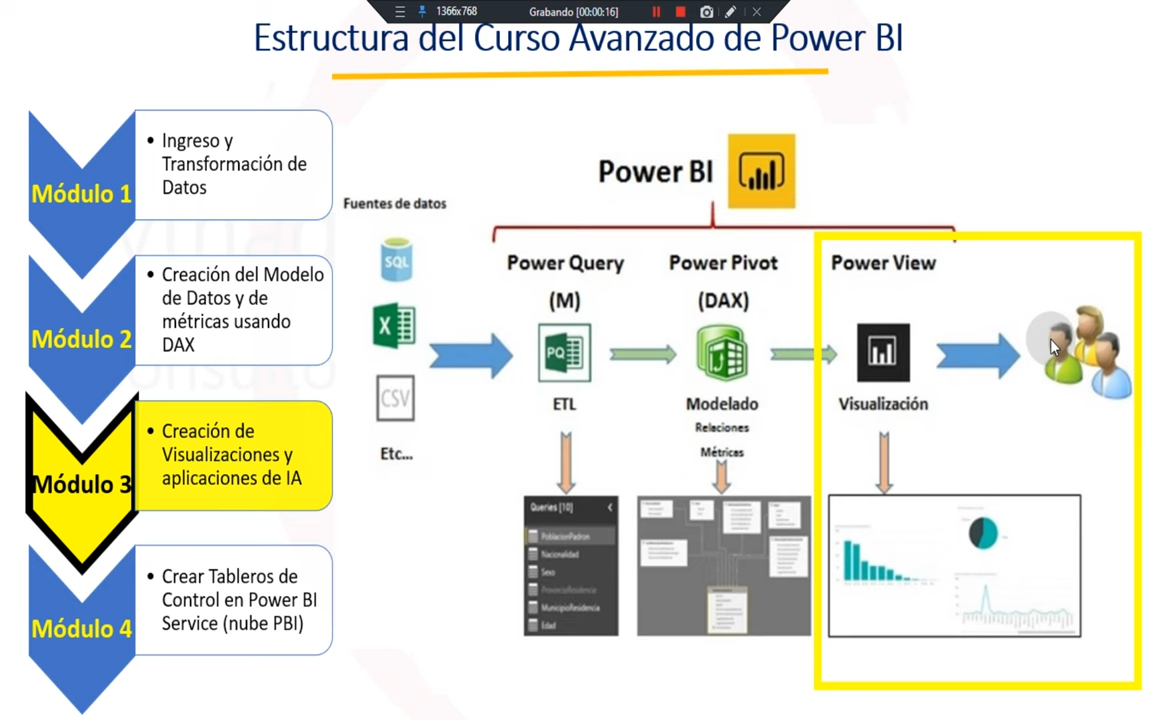 1366x768
Grabando [00:00:16]
Estructura del Curso Avanzado de Power BI
Módulo 1
• Ingreso y
Transformación de
Datos
Módulo 2
• Creación del Modelo
de Datos y de
métricas usando
DAX
Módulo 3
• Creación de
Visualizaciones y
aplicaciones de IA
Módulo 4
• Crear Tableros de
Control en Power BI
Service (nube PBI)
Fuentes de datos
SQL
X
CSV
Etc...
Power BI
Power Query
(M)
PQ
ETL
Queries [10]
PoblacionPadron
Nacionalidad
Sexo
ProvinciaResidencia
MunicipioResidencia
Edad
Power Pivot
(DAX)
Modelado
Relaciones
Métricas
Power View
Visualización